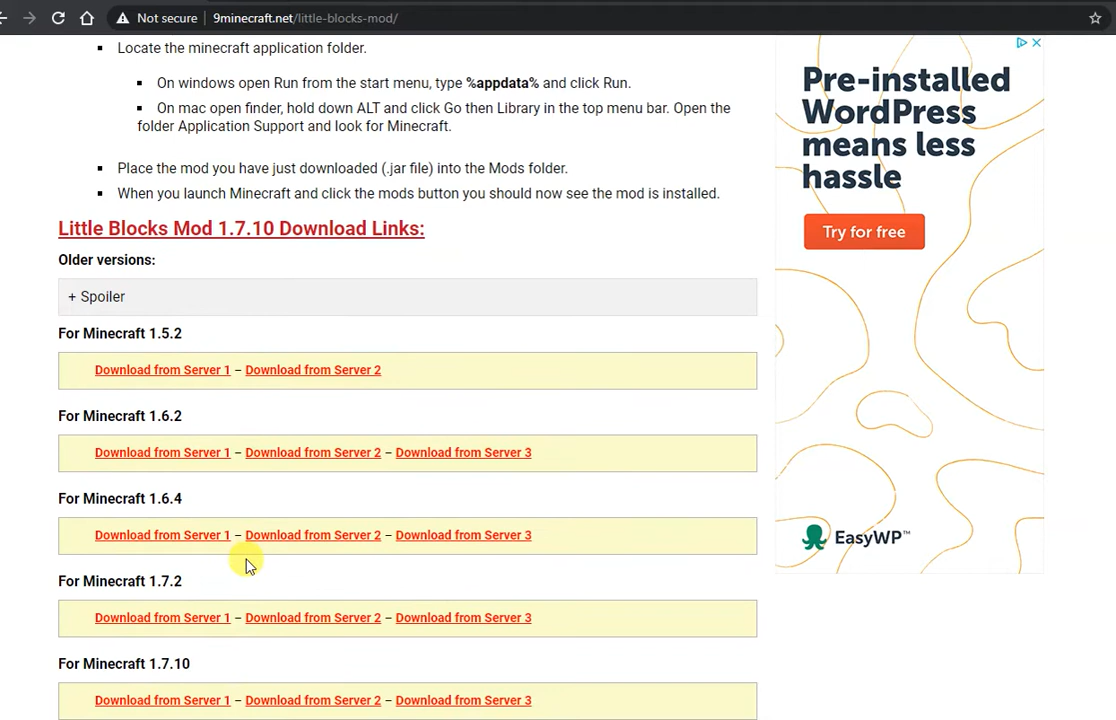 Not secure
9minecraft.net/little-blocks-mod/
Locate the minecraft application folder.
On windows open Run from the start menu, type %appdata% and click Run.
On mac open finder, hold down ALT and click Go then Library in the top menu bar. Open the
folder Application Support and look for Minecraft.
Place the mod you have just downloaded (.jar file) into the Mods folder.
When you launch Minecraft and click the mods button you should now see the mod is installed.
Little Blocks Mod 1.7.10 Download Links:
Older versions:
+ Spoiler
For Minecraft 1.5.2
Download from Server 1 – Download from Server 2
For Minecraft 1.6.2
Download from Server 1 – Download from Server 2 – Download from Server 3
For Minecraft 1.6.4
Download from Server 1 – Download from Server 2 – Download from Server 3
For Minecraft 1.7.2
Download from Server 1 – Download from Server 2 – Download from Server 3
For Minecraft 1.7.10
Download from Server 1 – Download from Server 2 – Download from Server 3
Pre-installed
WordPress
means less
hassle
Try for free
EasyWP™